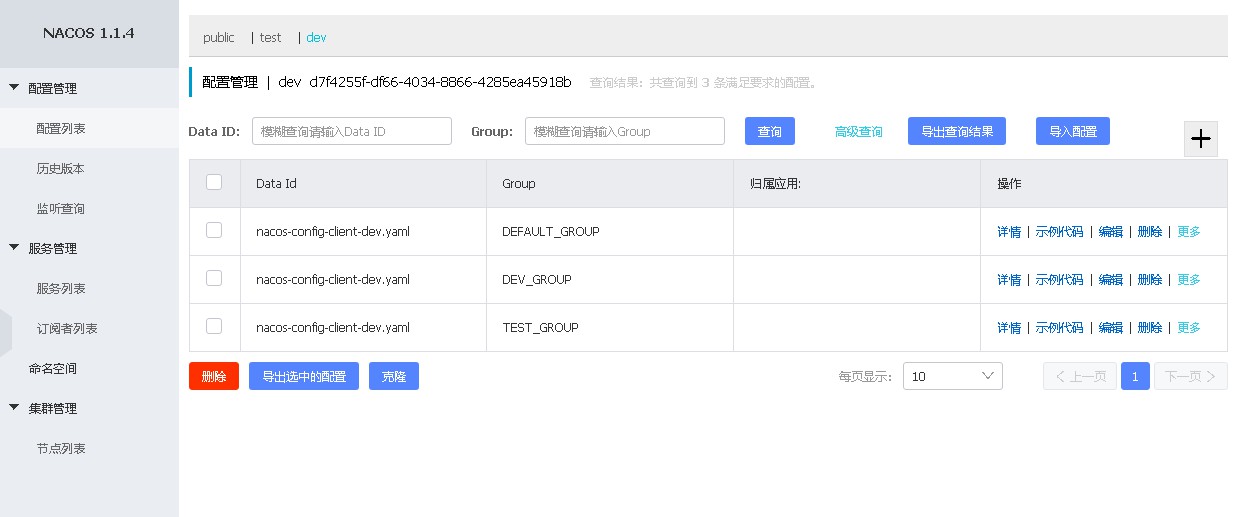 NACOS 1.1.4
配置管理
配置列表
历史版本
监听查询
服务管理
服务列表
订阅者列表
命名空间
集群管理
节点列表
public | test | dev
配置管理 | dev d7f4255f-df66-4034-8866-4285ea45918b 查询结果：共查询到 3 条满足要求的配置。
Data ID: 模糊查询请输入Data ID Group: 模糊查询请输入Group 查询 高级查询 导出查询结果 导入配置
Data Id Group 归属应用: 操作
nacos-config-client-dev.yaml DEFAULT_GROUP 详情 | 示例代码 | 编辑 | 删除 | 更多
nacos-config-client-dev.yaml DEV_GROUP 详情 | 示例代码 | 编辑 | 删除 | 更多
nacos-config-client-dev.yaml TEST_GROUP 详情 | 示例代码 | 编辑 | 删除 | 更多
删除 导出选中的配置 克隆 每页显示： 10 上一页 1 下一页